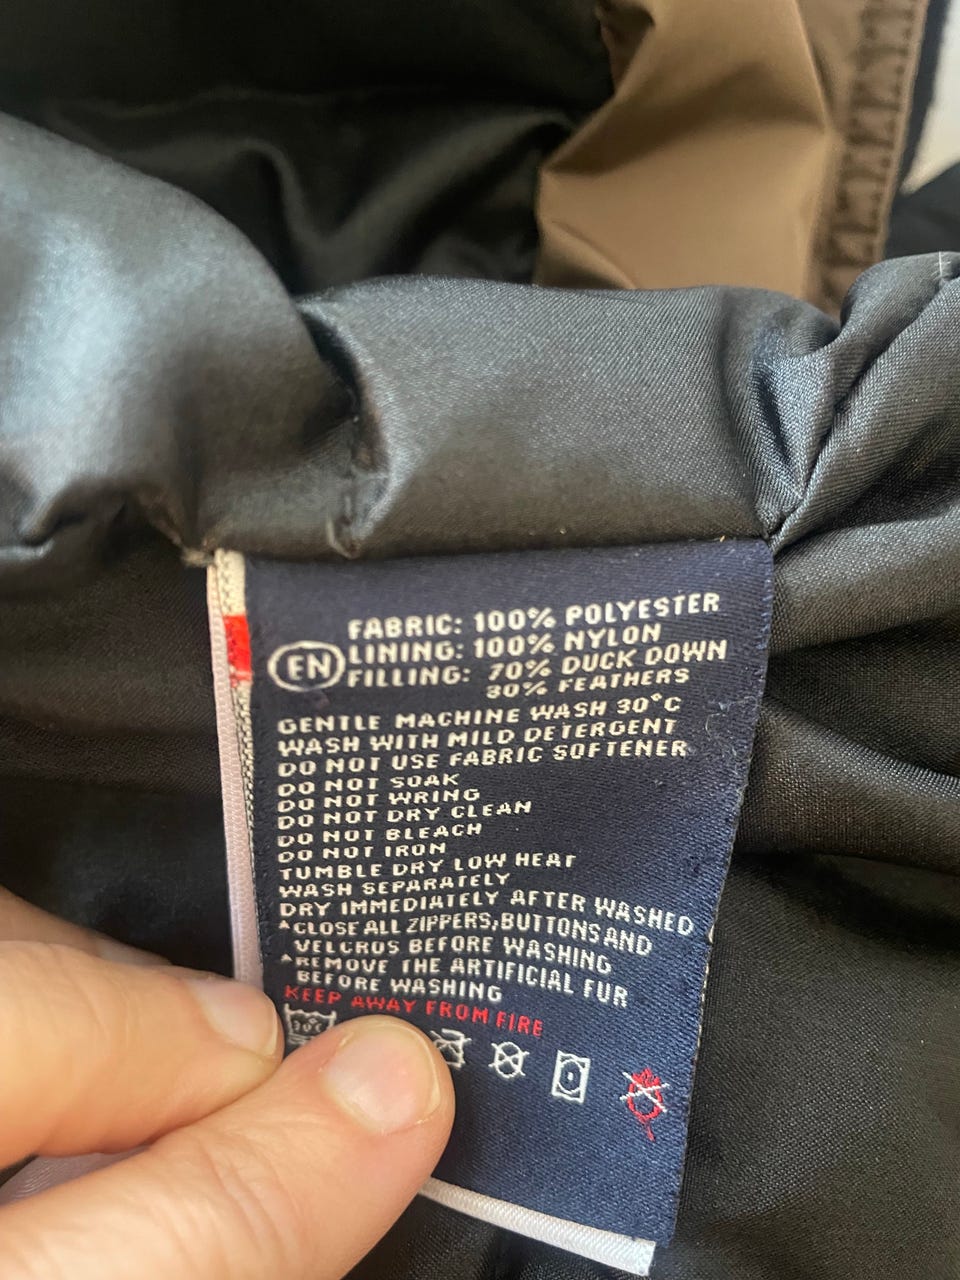 FABRIC: 100% POLYESTER
EN LINING: 100% NYLON
FILLING: 70% DUCK DOWN
30% FEATHERS
GENTLE MACHINE WASH 30°C
WASH WITH MILD DETERGENT
DO NOT USE FABRIC SOFTENER
DO NOT SOAK
DO NOT WRING
DO NOT DRY CLEAN
DO NOT BLEACH
DO NOT IRON
TUMBLE DRY LOW HEAT
WASH SEPARATELY
DRY IMMEDIATELY AFTER WASHED
*CLOSE ALL ZIPPERS,BUTTONS AND
VELCROS BEFORE WASHING
*REMOVE THE ARTIFICIAL FUR
BEFORE WASHING
KEEP AWAY FROM FIRE
30°C